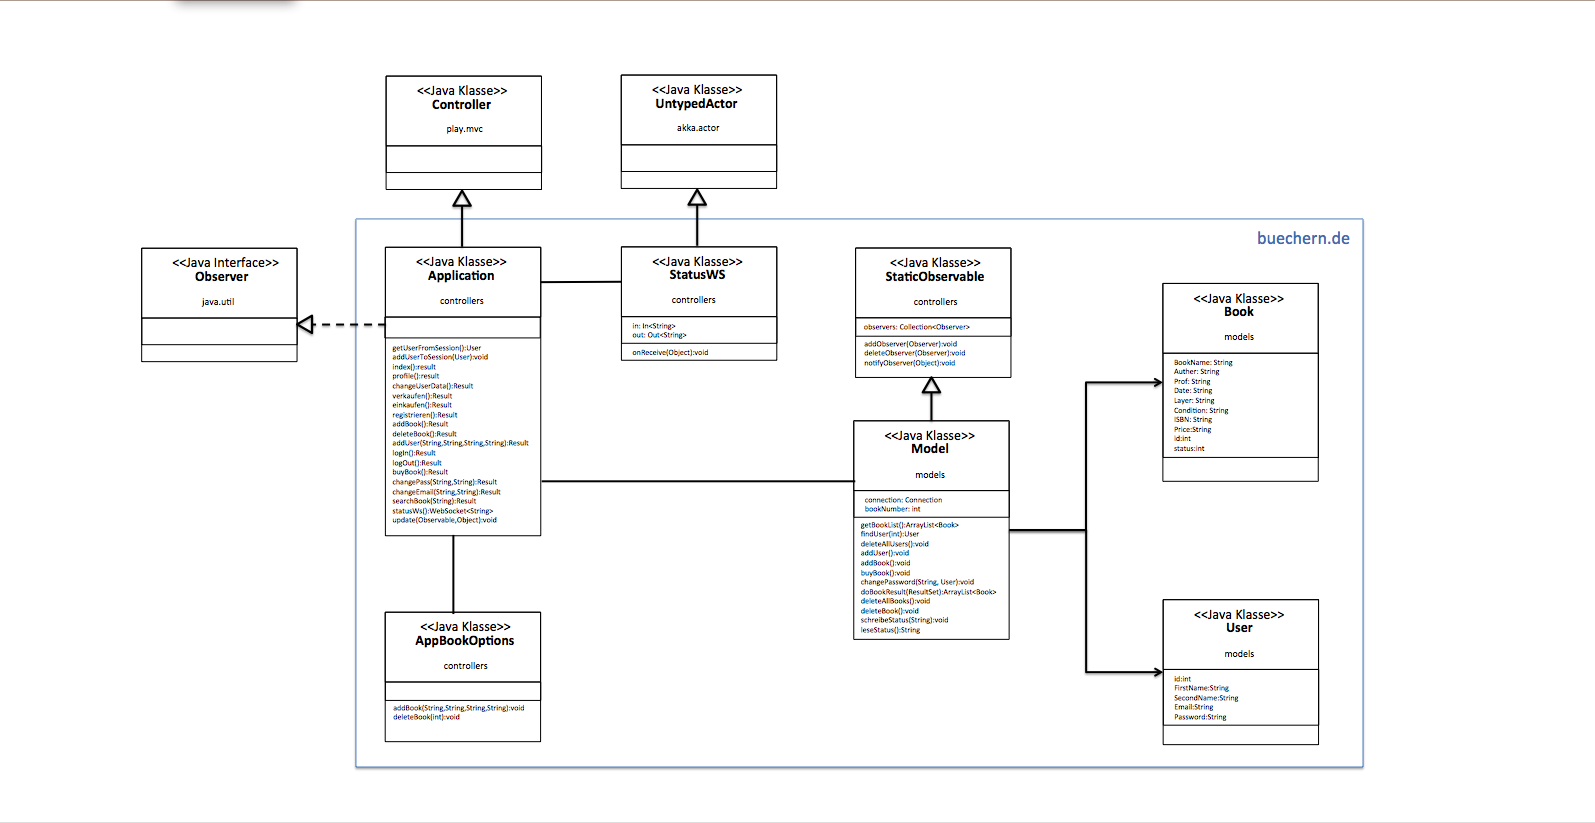 <<Java Klasse>>
Controller
play.mvc
<<Java Klasse>>
UntypedActor
akka.actor
buechern.de
<<Java Interface>>
Observer
java.util
<<Java Klasse>>
Application
controllers
getUserFromSession():User
addUserToSession(User):void
index():result
profile():result
changeUserData():Result
verkaufen():Result
einkaufen():Result
registrieren():Result
addBook():Result
deleteBook():Result
addUser(String,String,String,String):Result
logIn():Result
logOut():Result
buyBook():Result
changePass(String,String):Result
changeEmail(String,String):Result
searchBook(String):Result
statusWs():WebSocket<String>
update(Observable,Object):void
<<Java Klasse>>
StatusWS
controllers
in: In<String>
out: Out<String>
onReceive(Object):void
<<Java Klasse>>
StaticObservable
controllers
observers: Collection<Observer>
addObserver(Observer):void
deleteObserver(Observer):void
notifyObserver(Object):void
<<Java Klasse>>
Book
models
BookName: String
Auther: String
Prof: String
Date: String
Layer: String
Condition: String
ISBN: String
Price:String
id:int
status:int
<<Java Klasse>>
Model
models
connection: Connection
bookNumber: int
getBookList():ArrayList<Book>
findUser(int):User
deleteAllUsers():void
addUser():void
addBook():void
buyBook():void
changePassword(String, User):void
doBookResult(ResultSet):ArrayList<Book>
deleteAllBooks():void
deleteBook():void
schreibeStatus(String):void
leseStatus():String
<<Java Klasse>>
AppBookOptions
controllers
addBook(String,String,String,String):void
deleteBook(int):void
<<Java Klasse>>
User
models
id:int
FirstName:String
SecondName:String
Email:String
Password:String